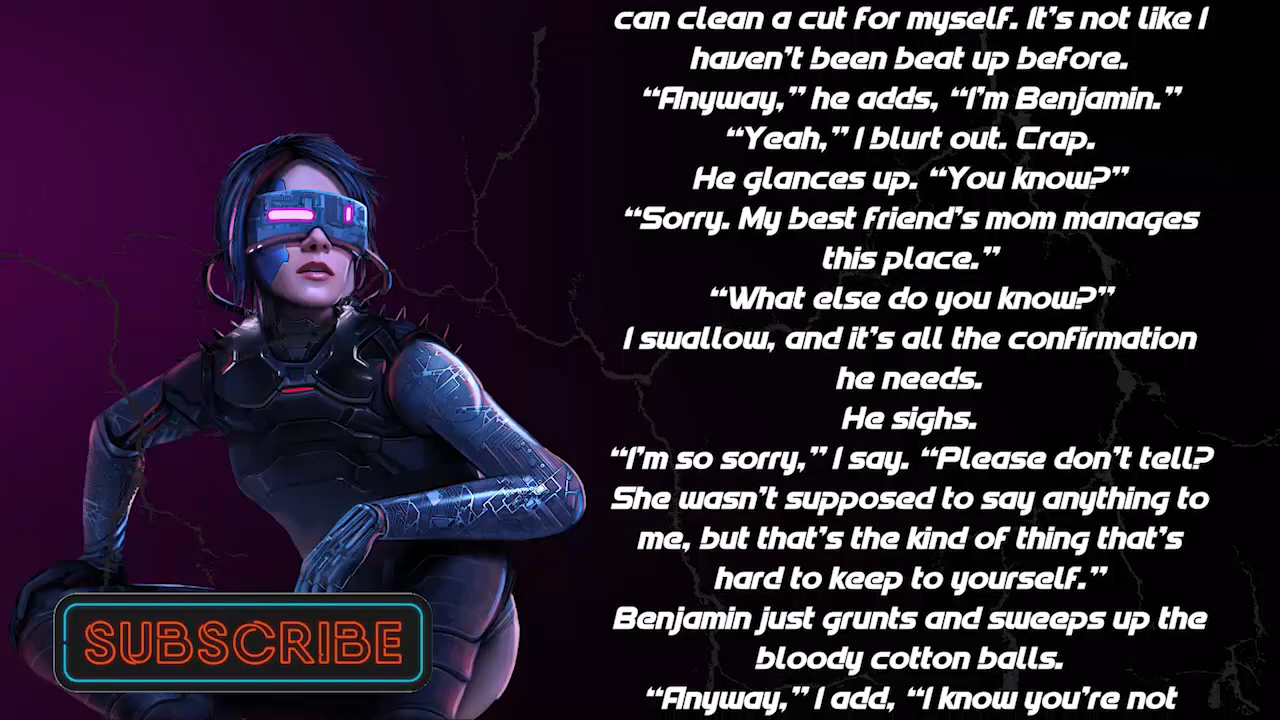 can clean a cut for myself. It's not like I
haven't been beat up before.
“Anyway,” he adds, “I'm Benjamin.”
“Yeah,” I blurt out. Crap.
He glances up. “You know?”
“Sorry. My best friend's mom manages
this place.”
“What else do you know?”
I swallow, and it's all the confirmation
he needs.
He sighs.
“I'm so sorry,” I say. “Please don't tell?
She wasn't supposed to say anything to
me, but that's the kind of thing that's
hard to keep to yourself.”
Benjamin just grunts and sweeps up the
bloody cotton balls.
“Anyway,” I add, “I know you're not
SUBSCRIBE